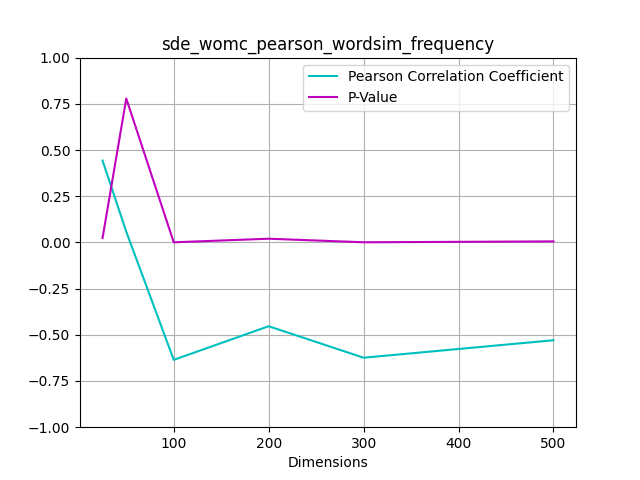 sde_womc_pearson_wordsim_frequency
Pearson Correlation Coefficient
P-Value
1.00
0.75
0.50
0.25
0.00
−0.25
−0.50
−0.75
−1.00
100 200 300 400 500
Dimensions